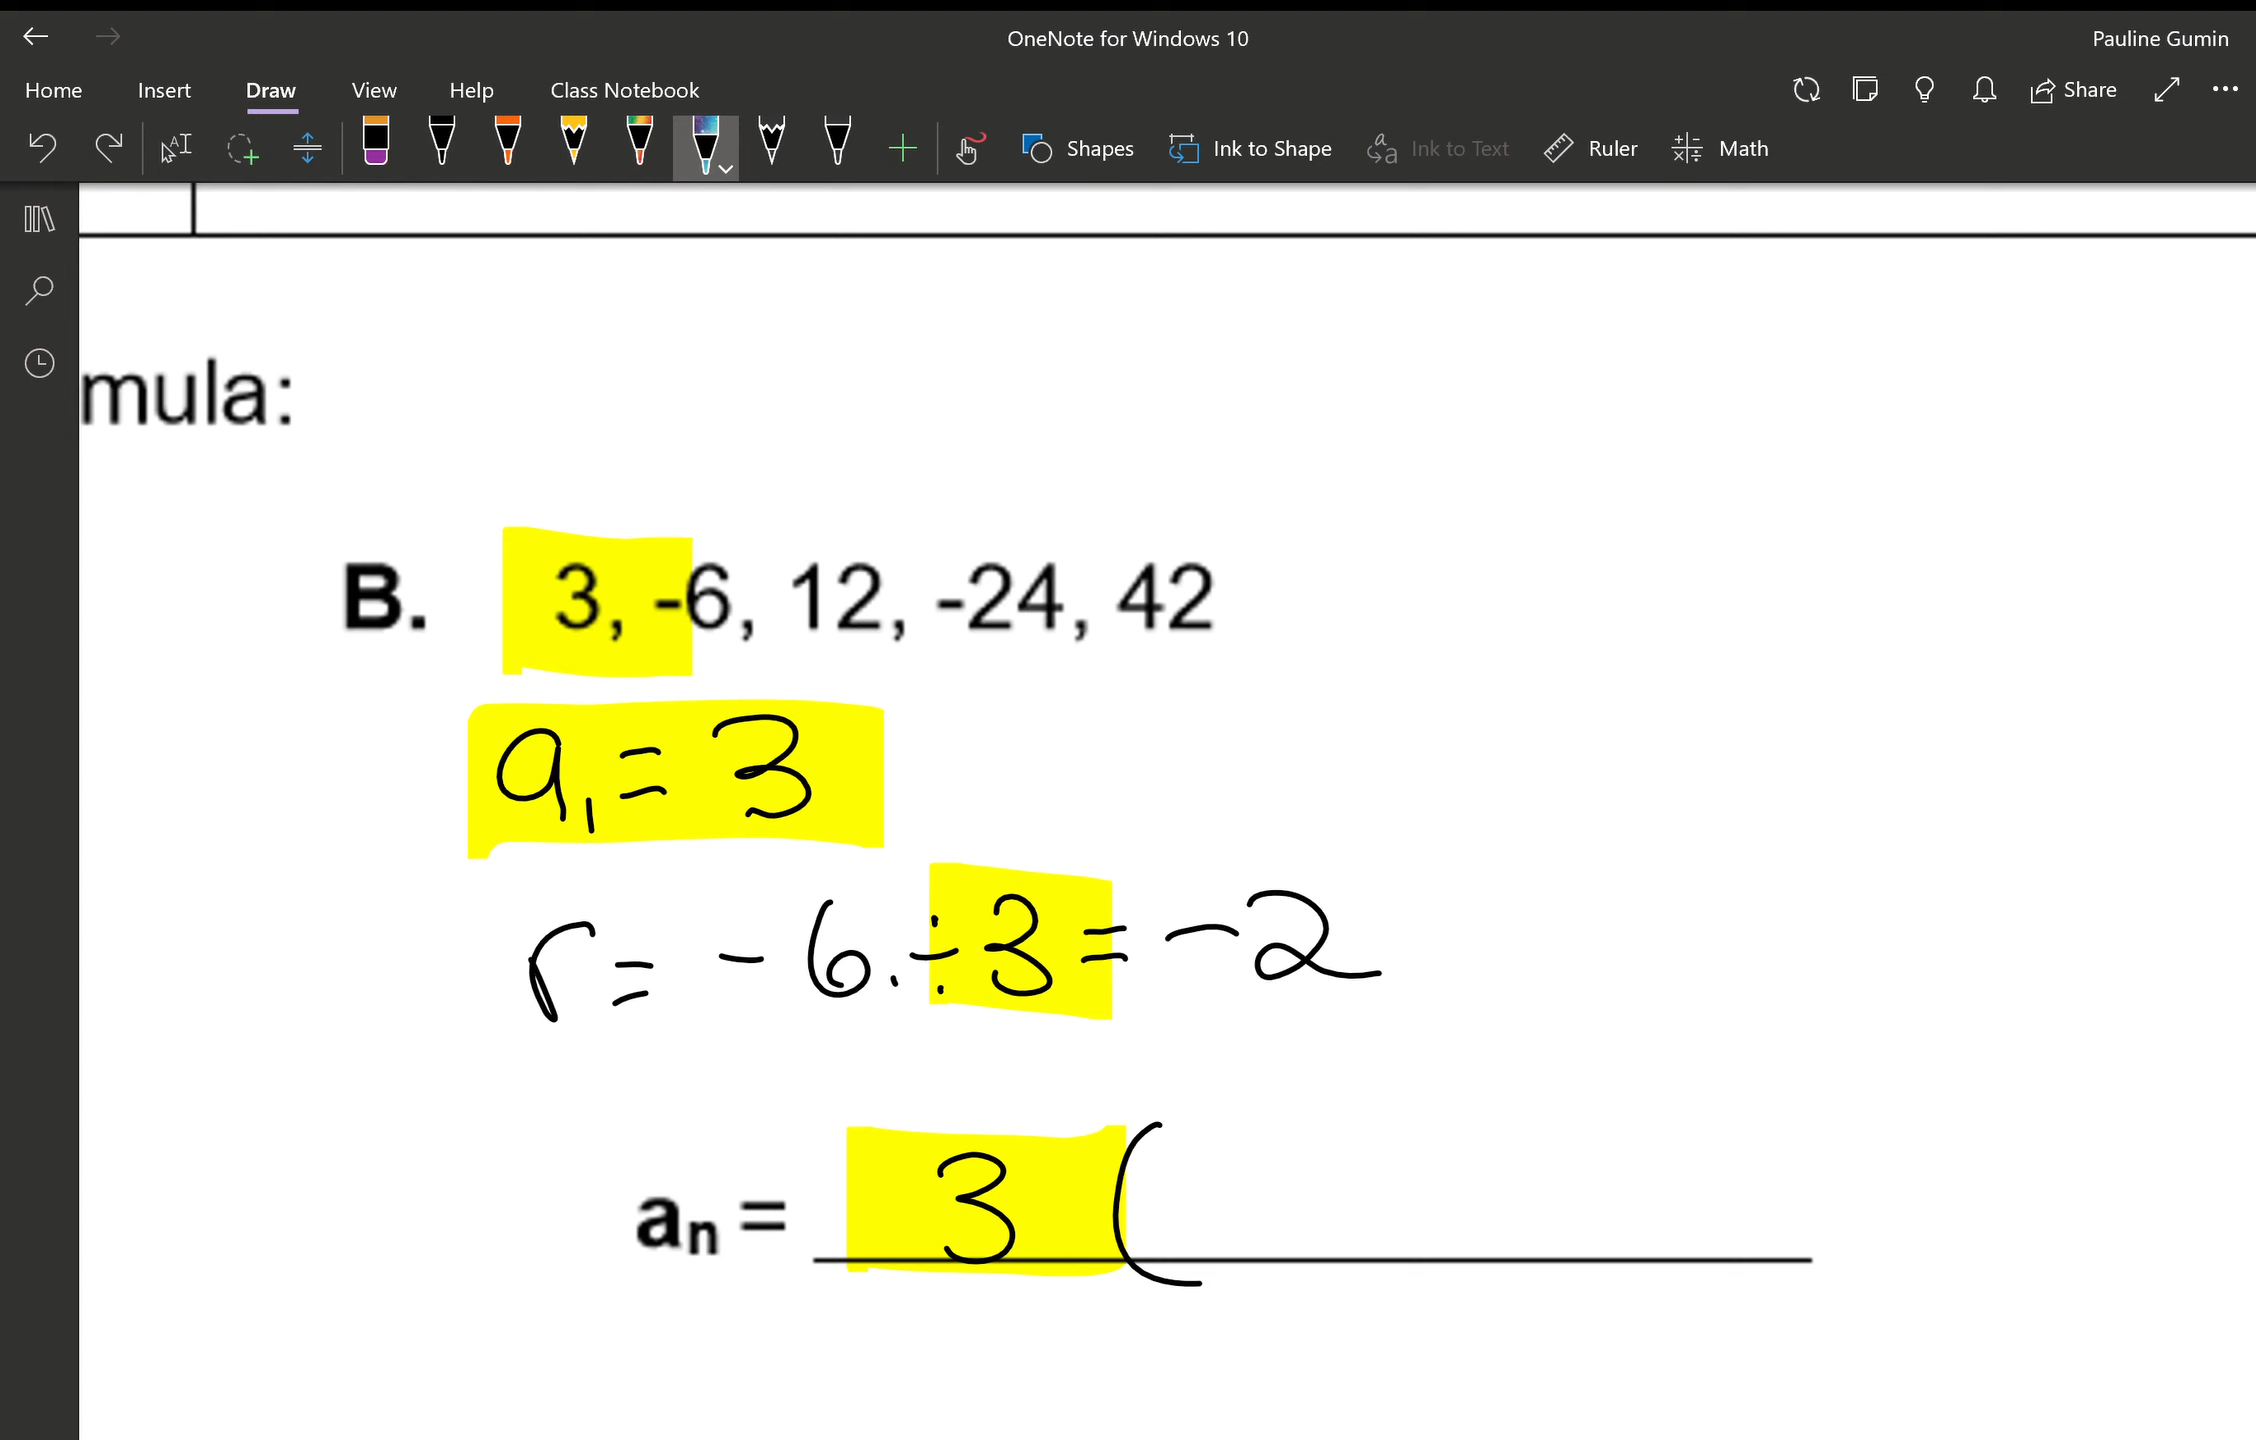 OneNote for Windows 10
Pauline Gumin
Home Insert Draw View Help Class Notebook
Share
Shapes Ink to Shape Ink to Text Ruler Math
mula:
B. 3, -6, 12, -24, 42
a₁ = 3
r = -6. ÷ 3 = -2
aₙ = 3 (